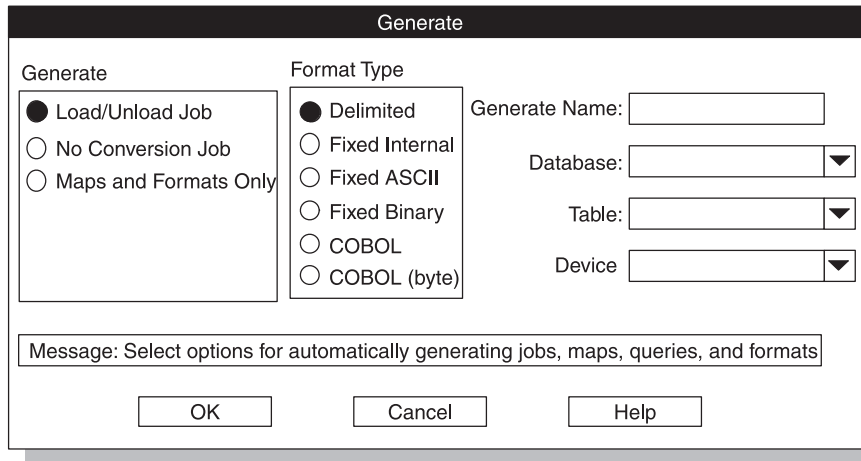 Generate
Generate
Load/Unload Job
No Conversion Job
Maps and Formats Only
Format Type
Delimited
Fixed Internal
Fixed ASCII
Fixed Binary
COBOL
COBOL (byte)
Generate Name:
Database:
Table:
Device
Message: Select options for automatically generating jobs, maps, queries, and formats
OK
Cancel
Help